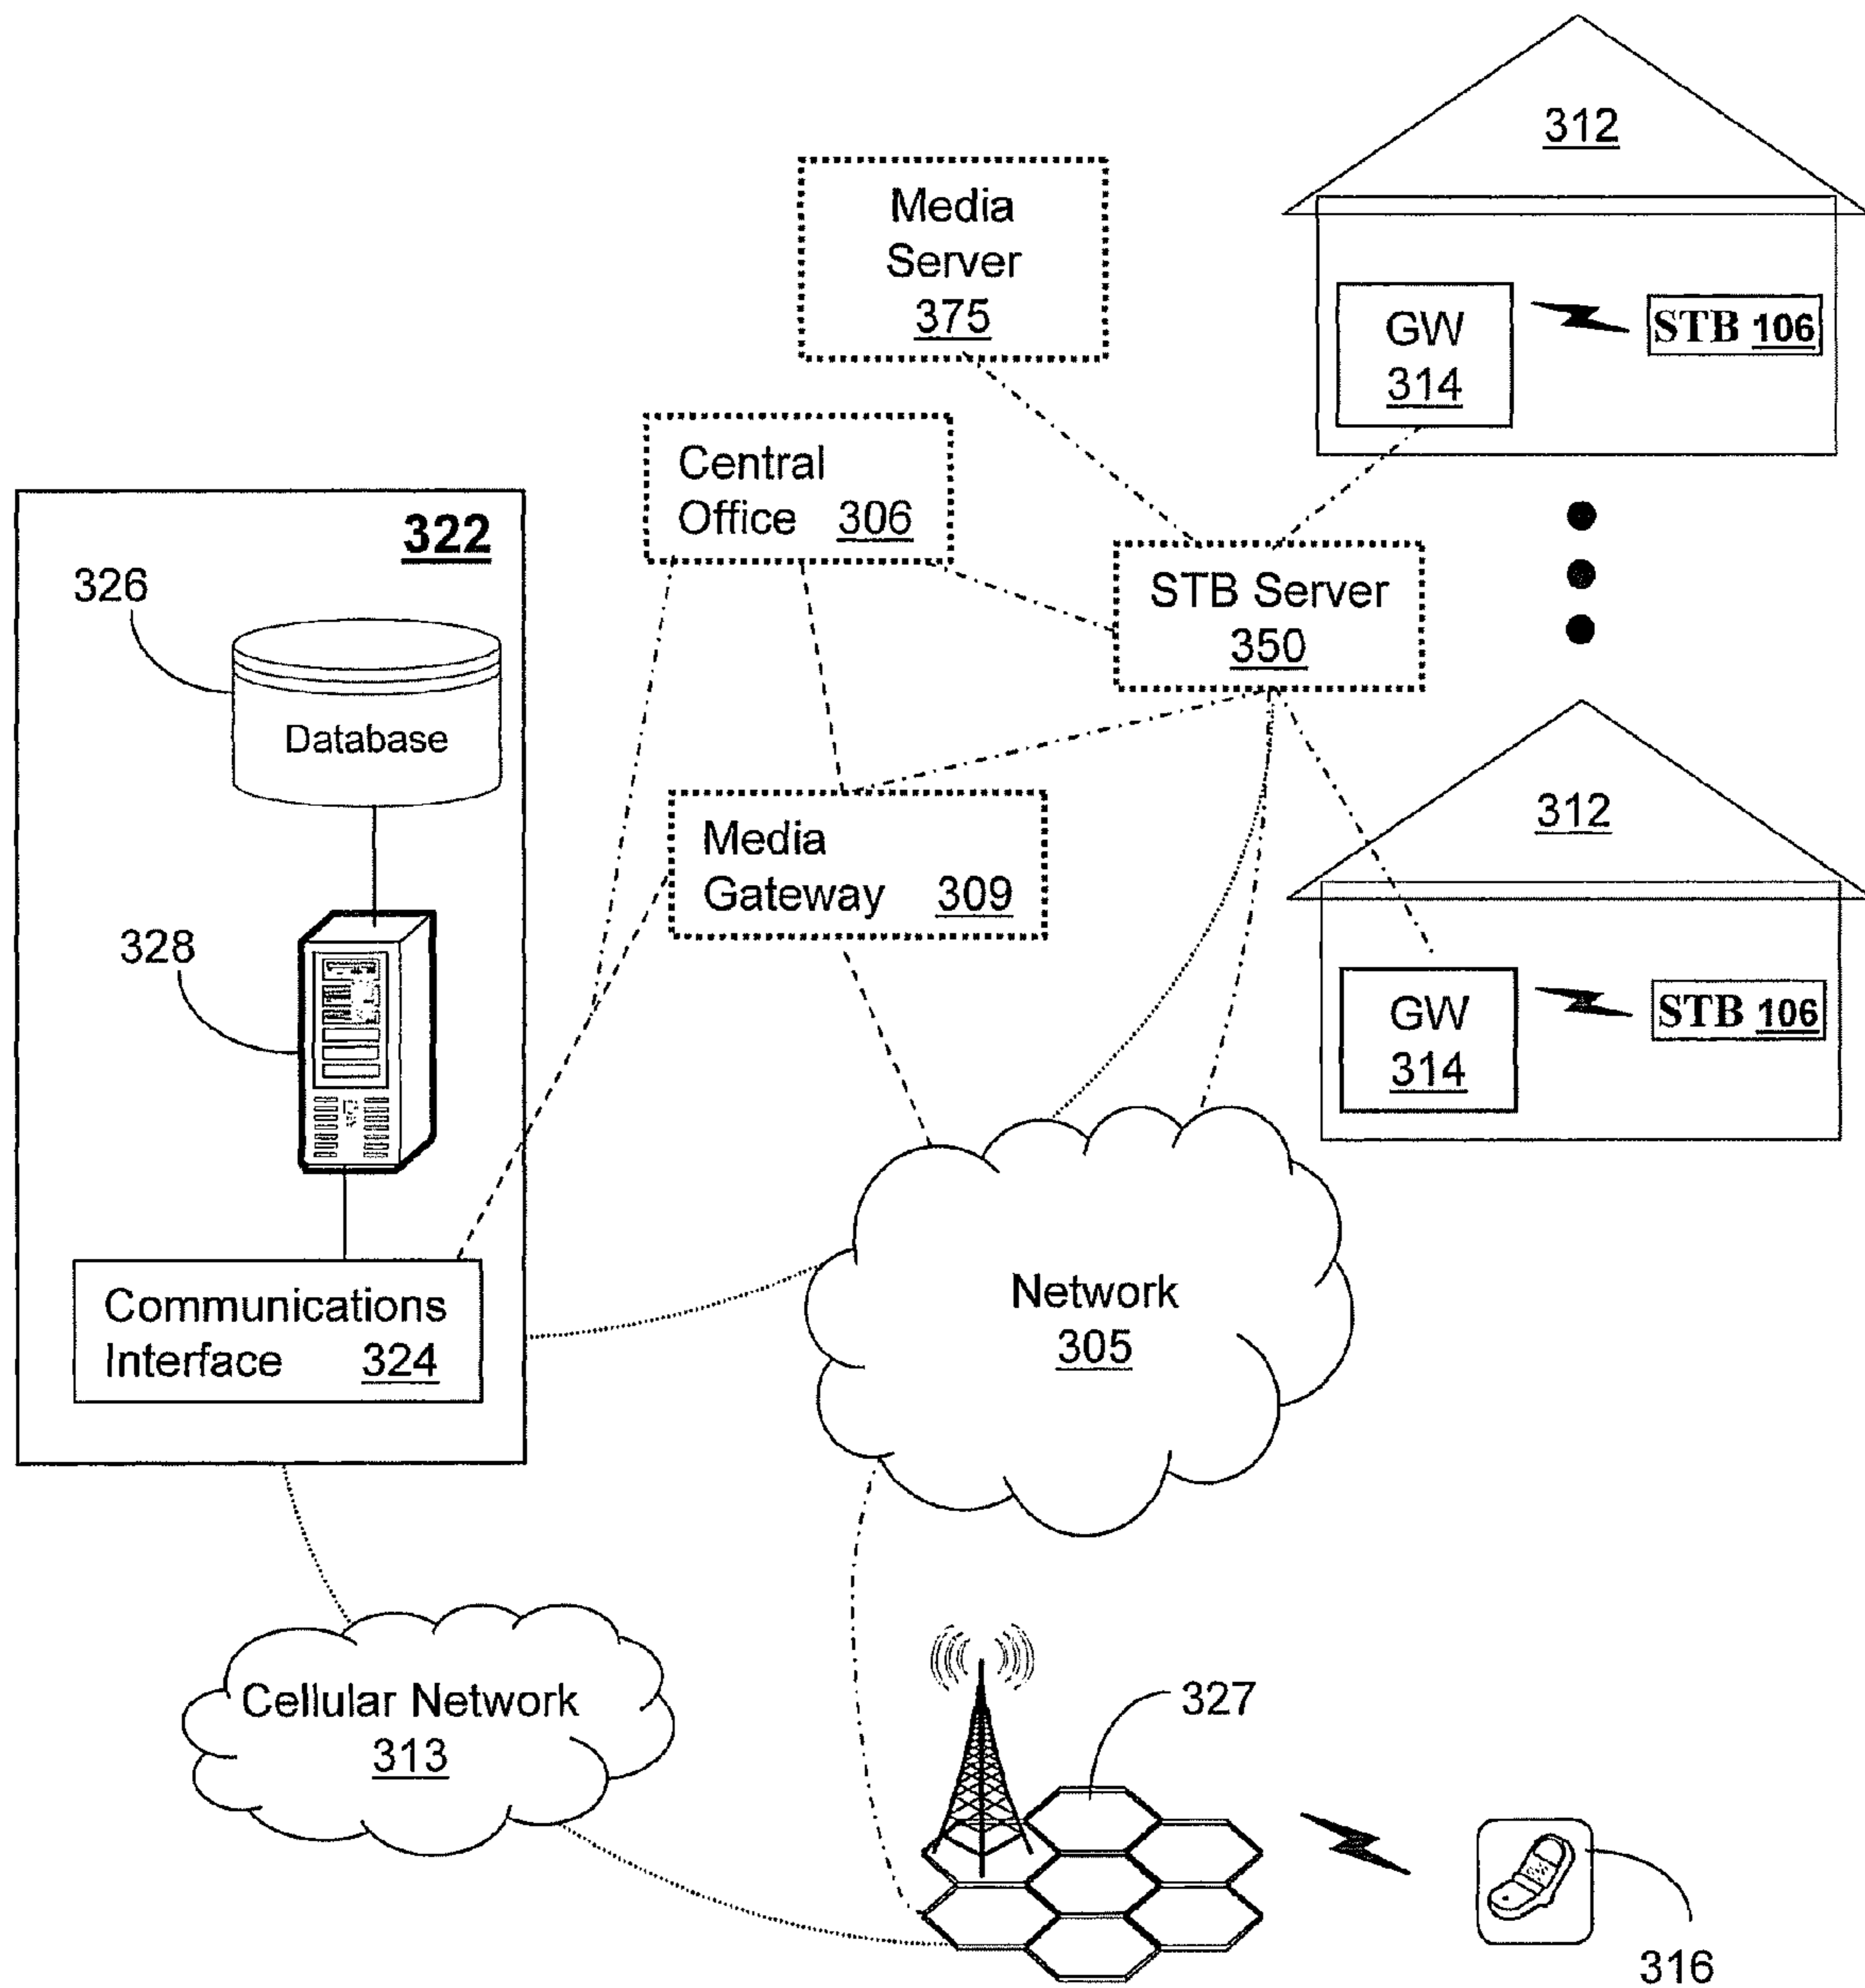 312
Media
Server
375
GW
314
STB 106
Central
Office 306
322
STB Server
350
326
Database
312
Media
Gateway 309
328
GW
314
STB 106
Network
305
Communications
Interface 324
327
Cellular Network
313
316